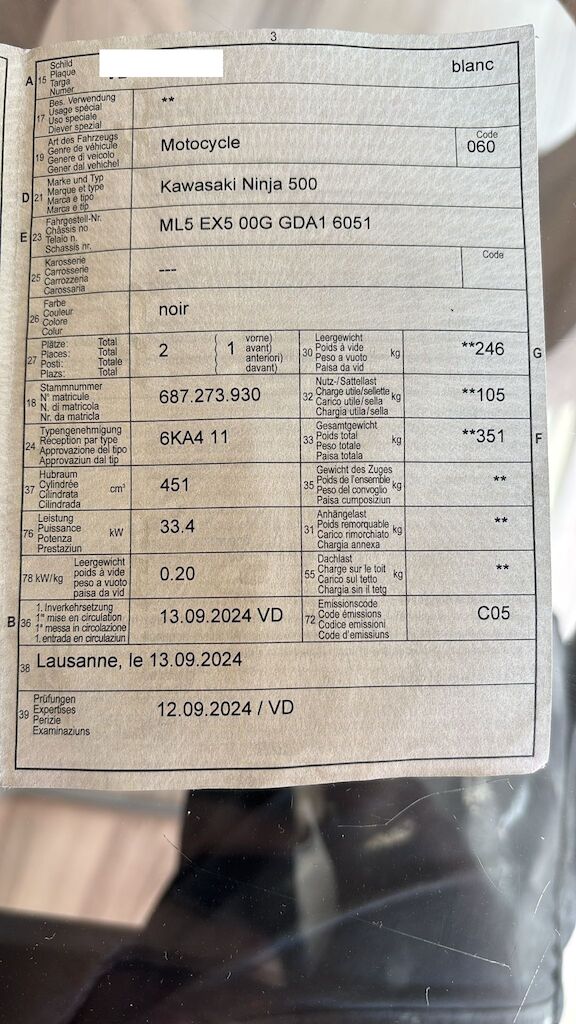 3
A 15 Schild
Plaque
Targa
Numer
blanc
17 Bes. Verwendung
Usage spécial
Uso speciale
Diever spezial
**
19 Art des Fahrzeugs
Genre de véhicule
Genere di veicolo
Gener dal vehichel
Motocycle
Code
060
D 21 Marke und Typ
Marque et type
Marca e tipo
Marca e tip
Kawasaki Ninja 500
E 23 Fahrgestell-Nr.
Châssis no
Telaio n.
Schassis nr.
ML5 EX5 00G GDA1 6051
25 Karosserie
Carrosserie
Carrozzeria
Carossaria
---
Code
26 Farbe
Couleur
Colore
Colur
noir
27 Plätze: Total
Places: Total
Posti: Totale
Plazs: Total
2
1
vorne)
avant)
anteriori)
davant)
30 Leergewicht
Poids à vide
Peso a vuoto
Paisa da vid
kg
**246
G
18 Stammnummer
N° matricule
N. di matricola
Nr. da matricla
687.273.930
32 Nutz-/Sattellast
Charge utile/sellette
Carico utile/sella
Chargia utila/sella
kg
**105
24 Typengenehmigung
Réception par type
Approvazione del tipo
Approvaziun dal tip
6KA4 11
33 Gesamtgewicht
Poids total
Peso totale
Paisa totala
kg
**351
F
37 Hubraum
Cylindrée
Cilindrata
Cilindrada
cm³
451
35 Gewicht des Zuges
Poids de l'ensemble
Peso del convoglio
Paisa cumposiziun
kg
**
76 Leistung
Puissance
Potenza
Prestaziun
kW
33.4
31 Anhängelast
Poids remorquable
Carico rimorchiato
Chargia annexa
kg
**
78 kW/kg
Leergewicht
poids à vide
peso a vuoto
paisa da vid
0.20
55 Dachlast
Charge sur le toit
Carico sul tetto
Chargia sin il tetg
kg
**
B 36 1. Inverkehrsetzung
1re mise en circulation
1a messa in circolazione
1. entrada en circulaziun
13.09.2024 VD
72 Emissionscode
Code émissions
Codice emissioni
Code d'emissiuns
C05
38 Lausanne, le 13.09.2024
39 Prüfungen
Expertises
Perizie
Examinaziuns
12.09.2024 / VD